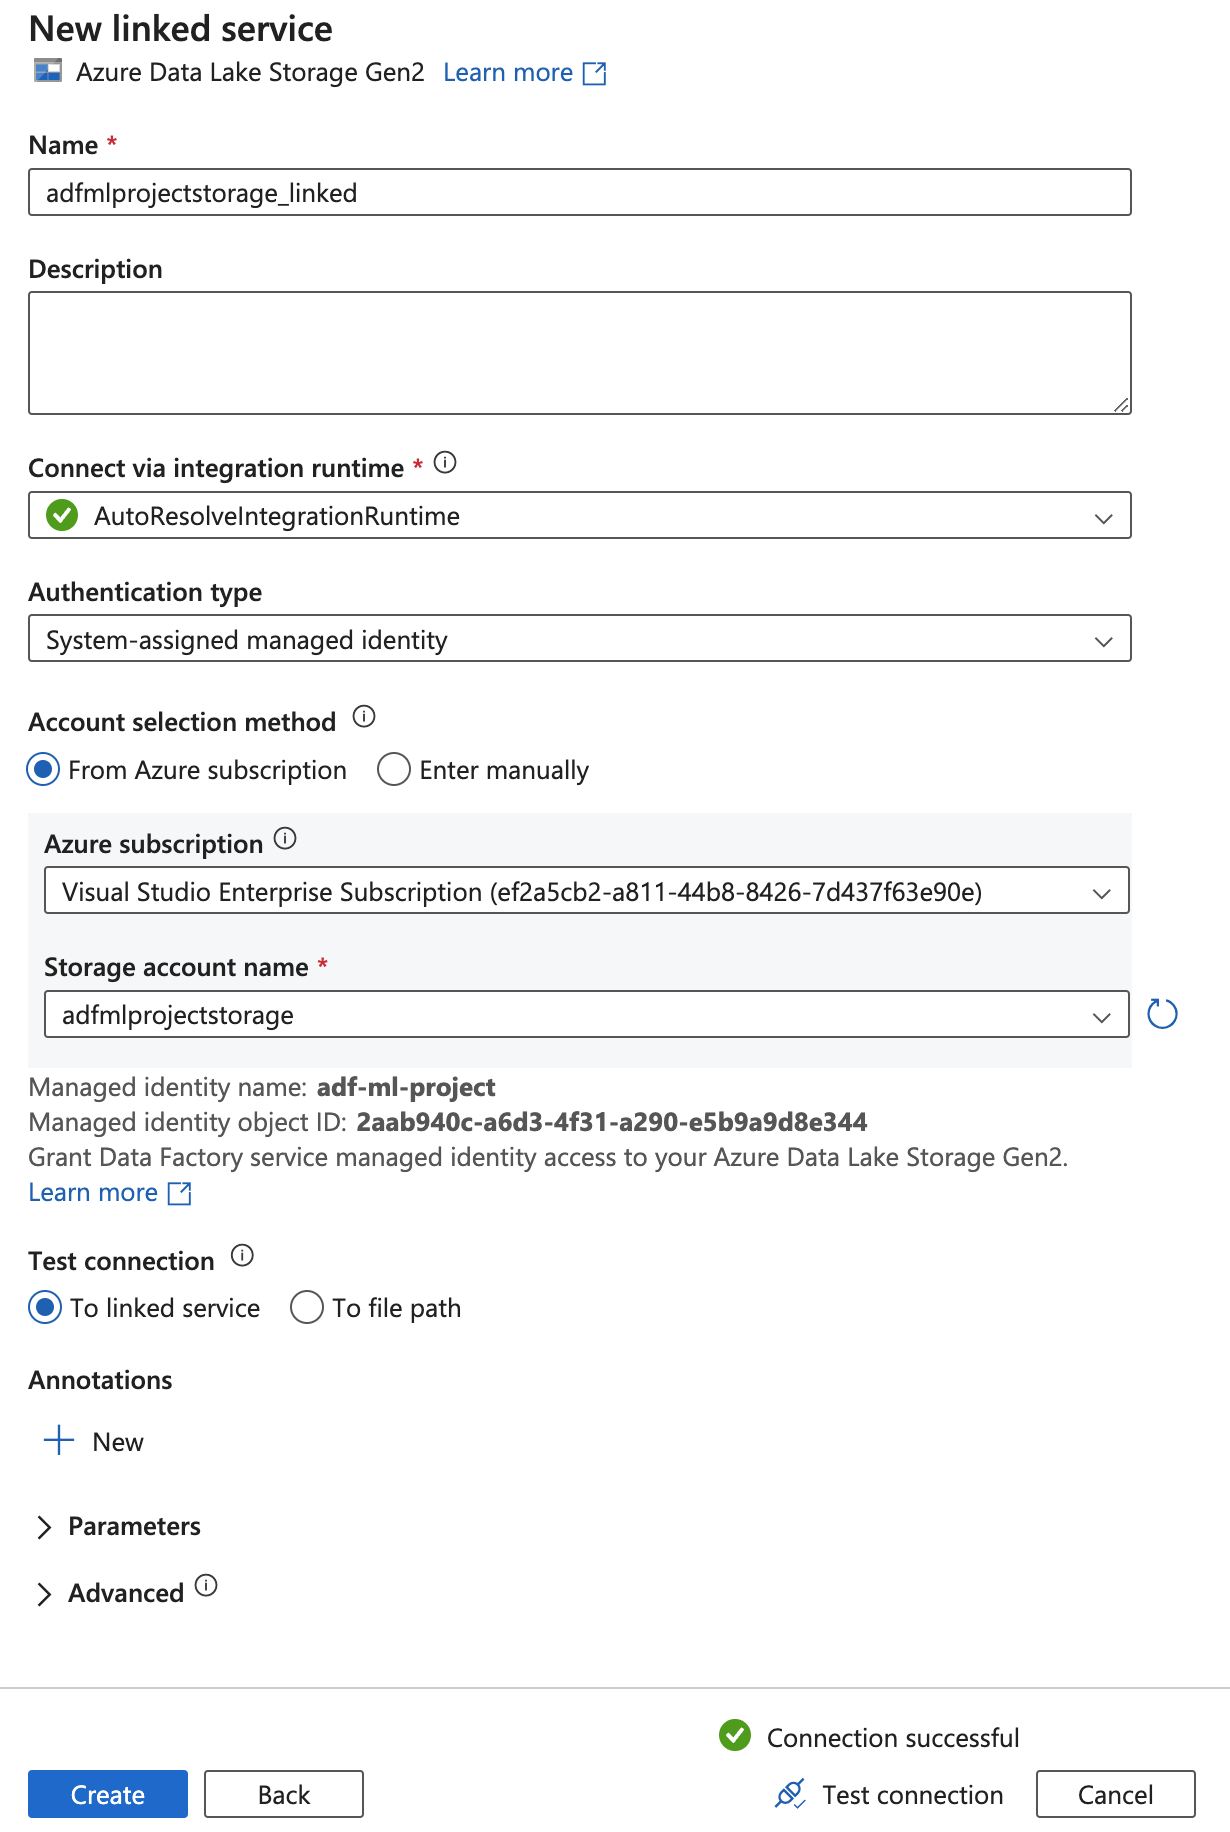 New linked service
Azure Data Lake Storage Gen2 Learn more
Name *
adfmlprojectstorage_linked
Description
Connect via integration runtime *
AutoResolveIntegrationRuntime
Authentication type
System-assigned managed identity
Account selection method
From Azure subscription Enter manually
Azure subscription
Visual Studio Enterprise Subscription (ef2a5cb2-a811-44b8-8426-7d437f63e90e)
Storage account name *
adfmlprojectstorage
Managed identity name: adf-ml-project
Managed identity object ID: 2aab940c-a6d3-4f31-a290-e5b9a9d8e344
Grant Data Factory service managed identity access to your Azure Data Lake Storage Gen2.
Learn more
Test connection
To linked service To file path
Annotations
New
Parameters
Advanced
Connection successful
Create Back Test connection Cancel